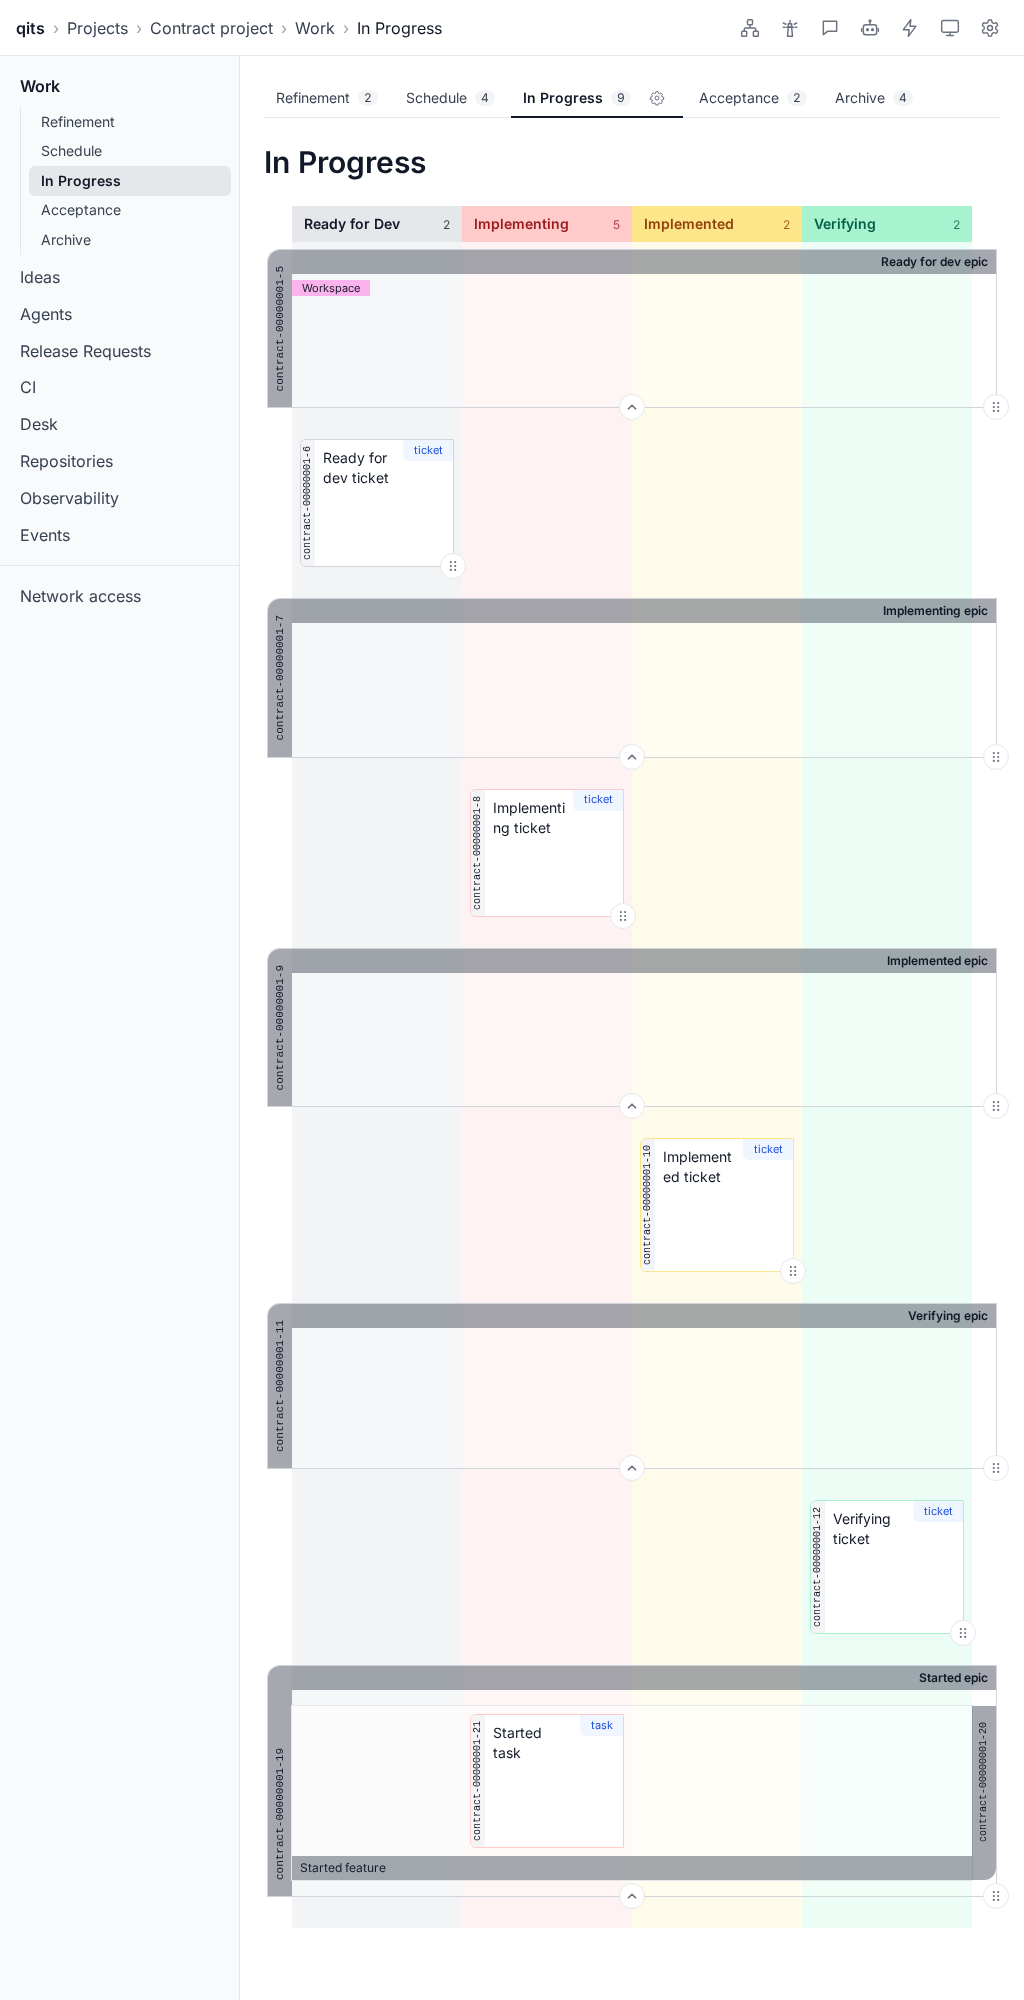 qits › Projects › Contract project › Work › In Progress
Work
Refinement
Schedule
In Progress
Acceptance
Archive
Ideas
Agents
Release Requests
CI
Desk
Repositories
Observability
Events
Network access
Refinement 2 Schedule 4 In Progress 9 Acceptance 2 Archive 4
In Progress
Ready for Dev 2 Implementing 5 Implemented 2 Verifying 2
contract-00000001-5
Ready for dev epic
Workspace
contract-00000001-6
Ready for
dev ticket
ticket
contract-00000001-7
Implementing epic
contract-00000001-8
Implementi
ng ticket
ticket
contract-00000001-9
Implemented epic
contract-00000001-10
Implement
ed ticket
ticket
contract-00000001-11
Verifying epic
contract-00000001-12
Verifying
ticket
ticket
contract-00000001-19
Started epic
contract-00000001-21
Started
task
task
contract-00000001-20
Started feature